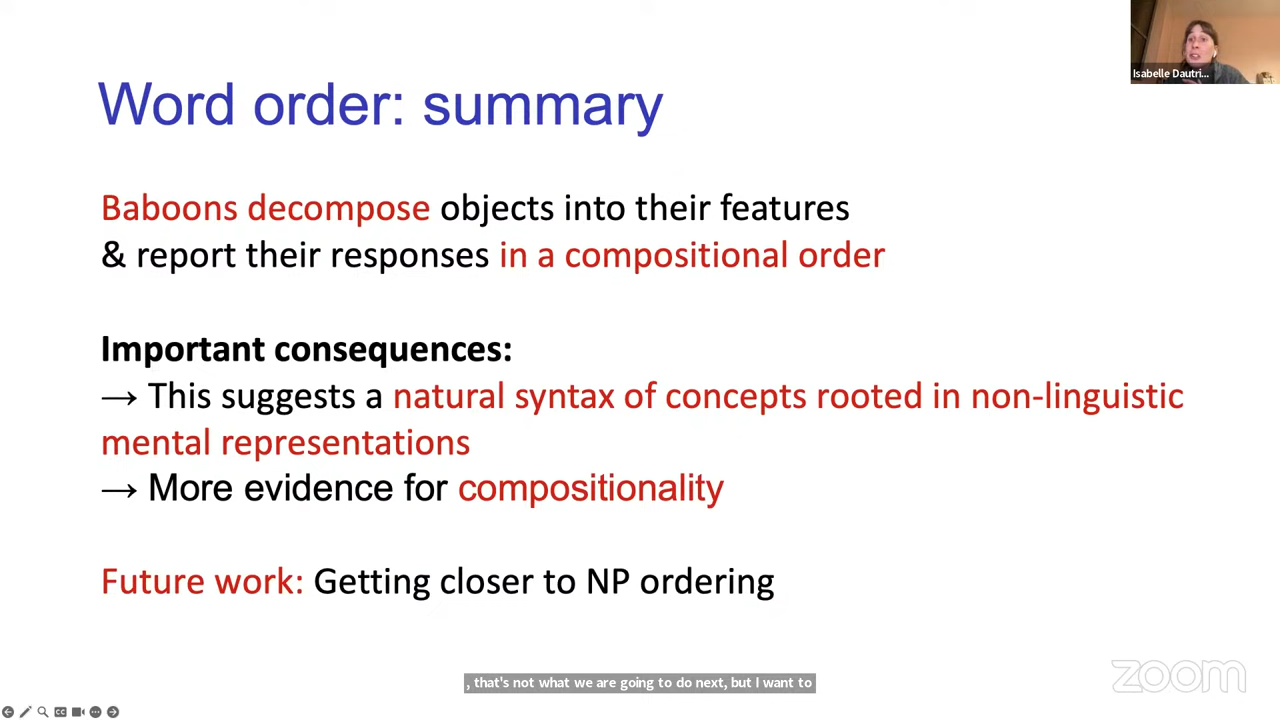 Isabelle Dautri...
Word order: summary
Baboons decompose objects into their features
& report their responses in a compositional order
Important consequences:
→ This suggests a natural syntax of concepts rooted in non-linguistic
mental representations
→ More evidence for compositionality
Future work: Getting closer to NP ordering
, that's not what we are going to do next, but I want to
zoom
CC